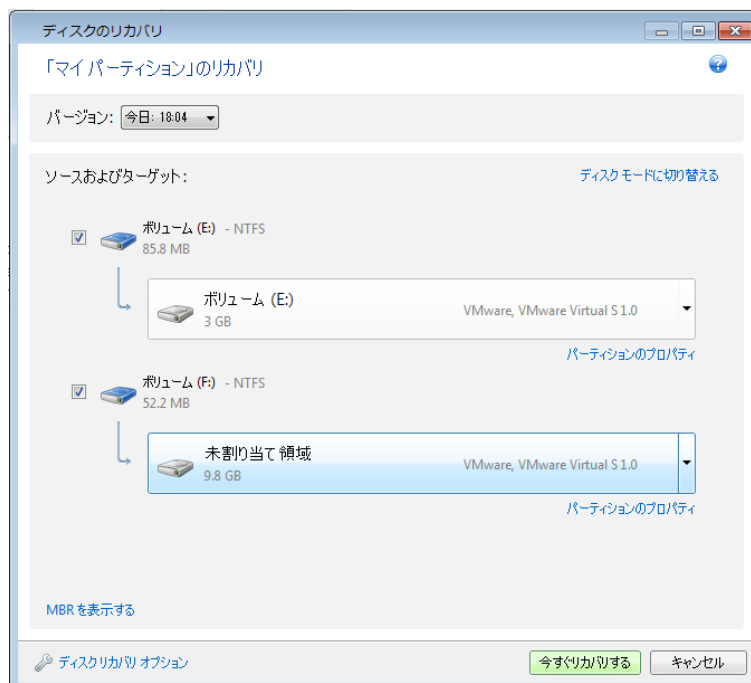 ディスクのリカバリ
「マイ パーティション」のリカバリ
バージョン: 今日: 18:04
ソースおよびターゲット:
ディスク モードに切り替える
ボリューム (E:) - NTFS
85.8 MB
ボリューム (E:)
3 GB
VMware, VMware Virtual S 1.0
パーティションのプロパティ
ボリューム (F:) - NTFS
52.2 MB
未割り当て領域
9.8 GB
VMware, VMware Virtual S 1.0
パーティションのプロパティ
MBR を表示する
ディスク リカバリ オプション
今すぐリカバリする
キャンセル